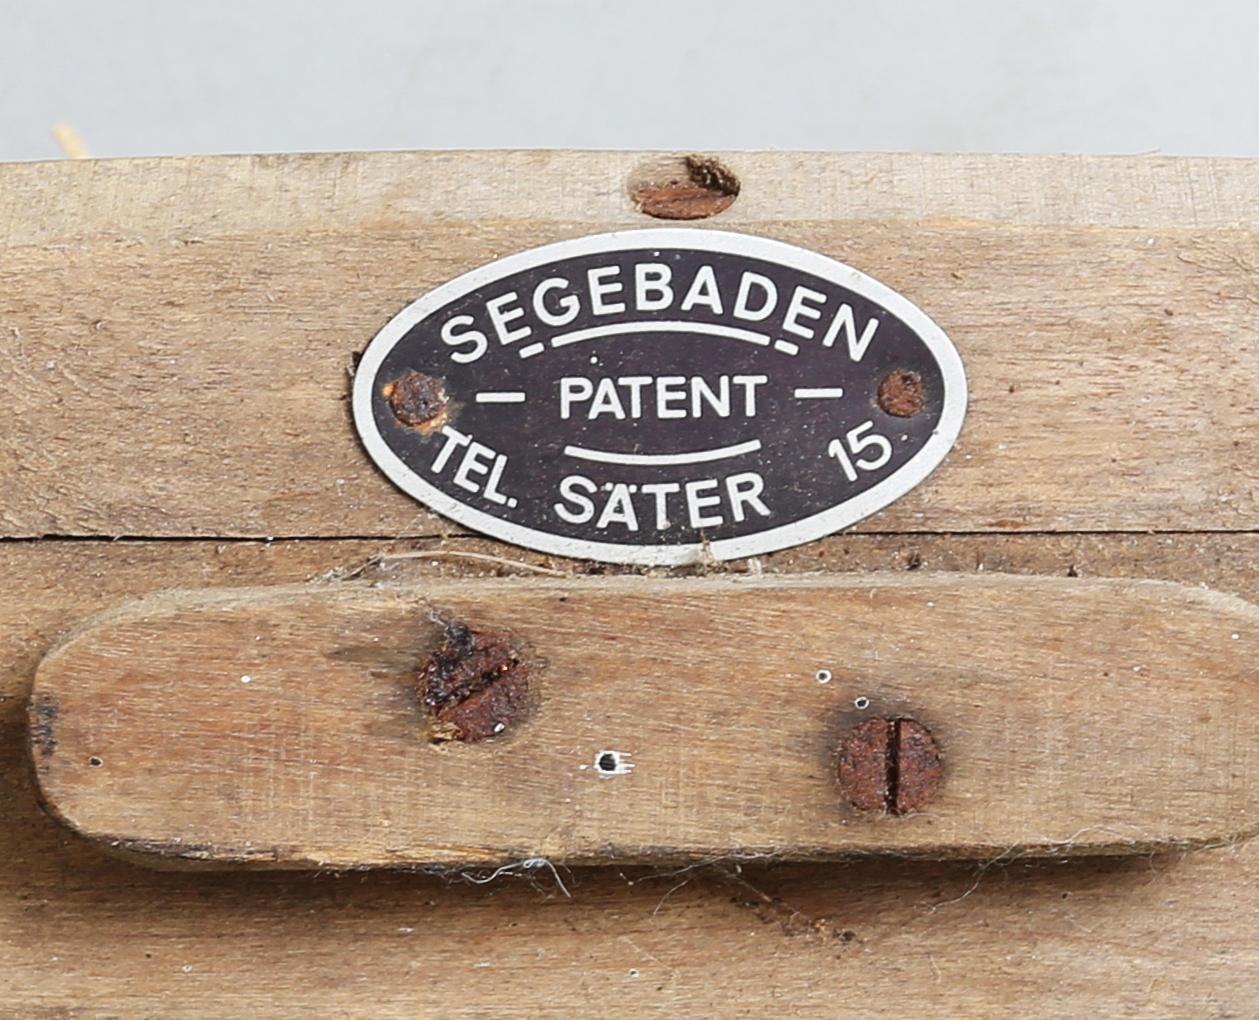 SEGEBADEN
— PATENT —
TEL. SÄTER 15